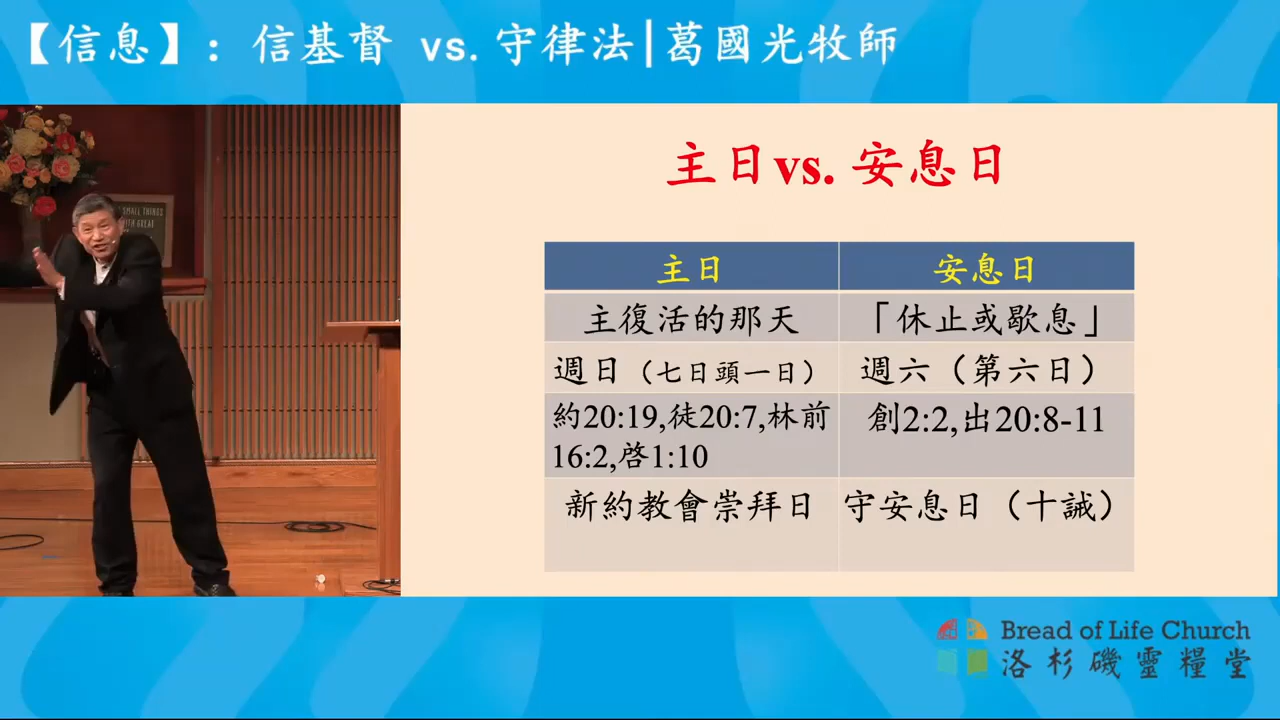 【信息】：信基督 vs. 守律法|葛國光牧師
SMALL THINGS
WITH GREAT
主日vs. 安息日
主日 安息日
主復活的那天 「休止或歇息」
週日（七日頭一日） 週六（第六日）
約20:19,徒20:7,林前 創2:2,出20:8-11
16:2,啓1:10
新約教會崇拜日 守安息日（十誡）
Bread of Life Church
洛杉磯靈糧堂